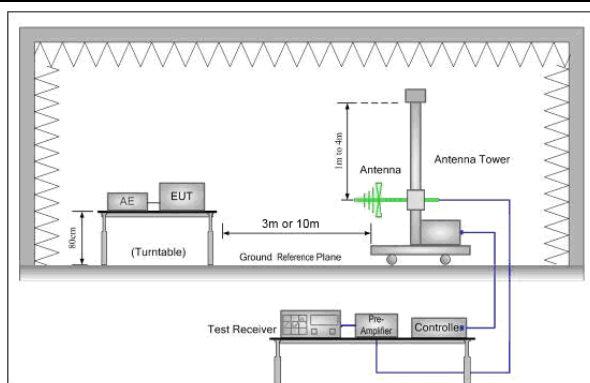 1m to 4m
Antenna
Antenna Tower
AE
EUT
3m or 10m
80cm
(Turntable)
Ground Reference Plane
Test Receiver
Pre-
Amplifier
Controller